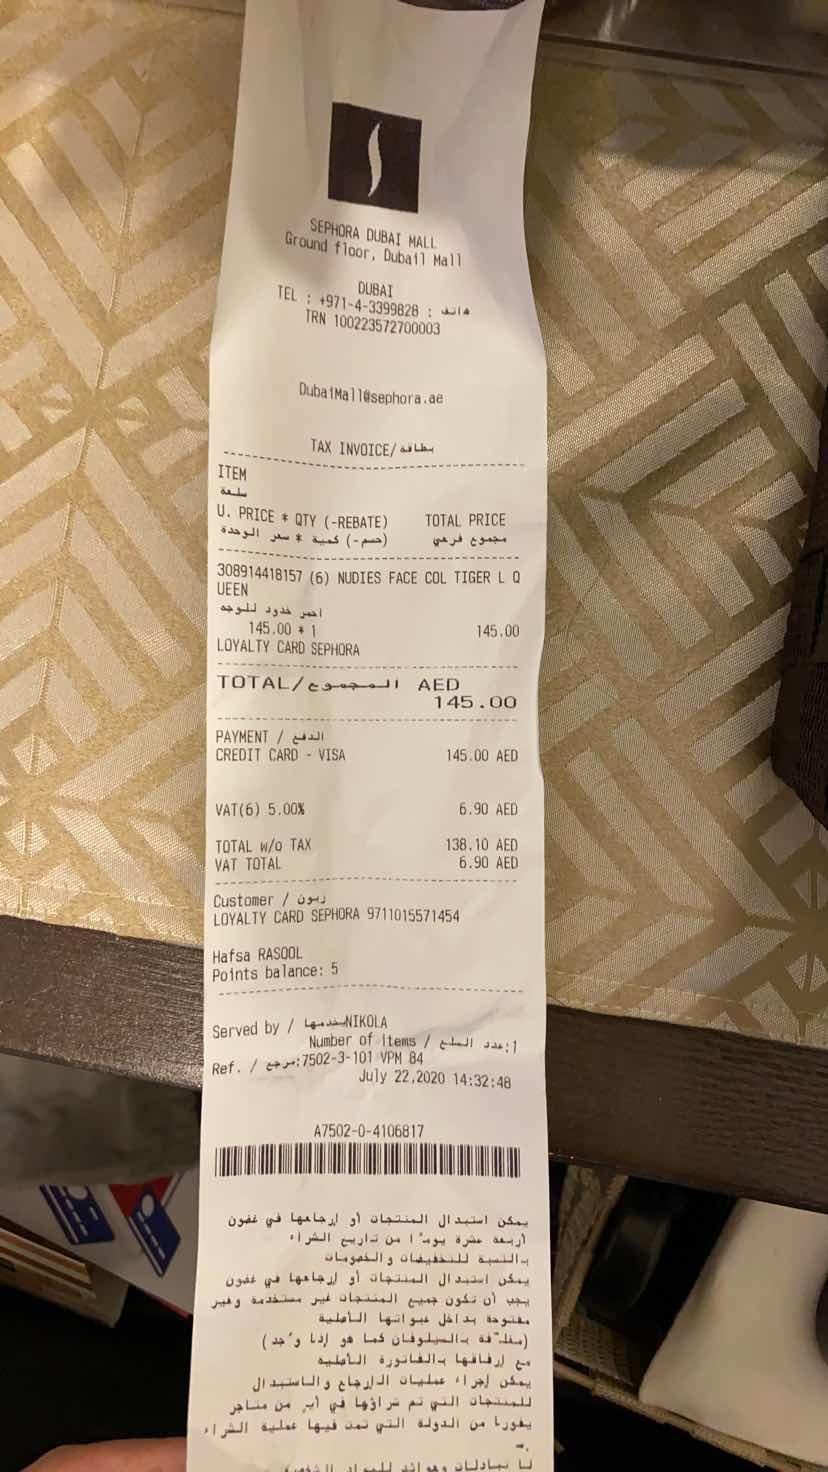 SEPHORA DUBAI MALL
Ground floor, Dubail Mall
DUBAI
TEL : +971-4-3399828 : هاتف
TRN 100223572700003
DubaiMall@sephora.ae
TAX INVOICE/بطاقة
ITEM
سلعة
U. PRICE * QTY (-REBATE) TOTAL PRICE
(حسم-) كمية * سعر الوحدة مجموع فرعي
308914418157 (6) NUDIES FACE COL TIGER L Q
UEEN
احمر خدود للوجه
145.00 * 1 145.00
LOYALTY CARD SEPHORA
TOTAL/المجموع AED
145.00
PAYMENT / الدفع
CREDIT CARD - VISA 145.00 AED
VAT(6) 5.00% 6.90 AED
TOTAL w/o TAX 138.10 AED
VAT TOTAL 6.90 AED
Customer / زبون
LOYALTY CARD SEPHORA 9711015571454
Hafsa RASOOL
Points balance: 5
Served by / يخدمها NIKOLA
Number of items / عدد السلع :1
Ref. / مرجع:7502-3-101 VPM 84
July 22,2020 14:32:48
A7502-0-4106817
يمكن استبدال المنتجات أو إرجاعها في غضون
أربعة عشرة يومًا من تاريخ الشراء
بالنسبة للتخفيضات والخصومات
يمكن استبدال المنتجات أو إرجاعها في غضون
يجب أن تكون جميع المنتجات غير مستخدمة وغير
مفتوحة بداخل عبواتها الأصلية
(مغلّفة بالسيلوفان كما هو إذا وُجد)
مع إرفاقها بالفاتورة الأصلية
يمكن إجراء عمليات الإرجاع والاستبدال
للمنتجات التي تم شراؤها في أي من متاجر
من الدولة التي تمت فيها عملية الشراء